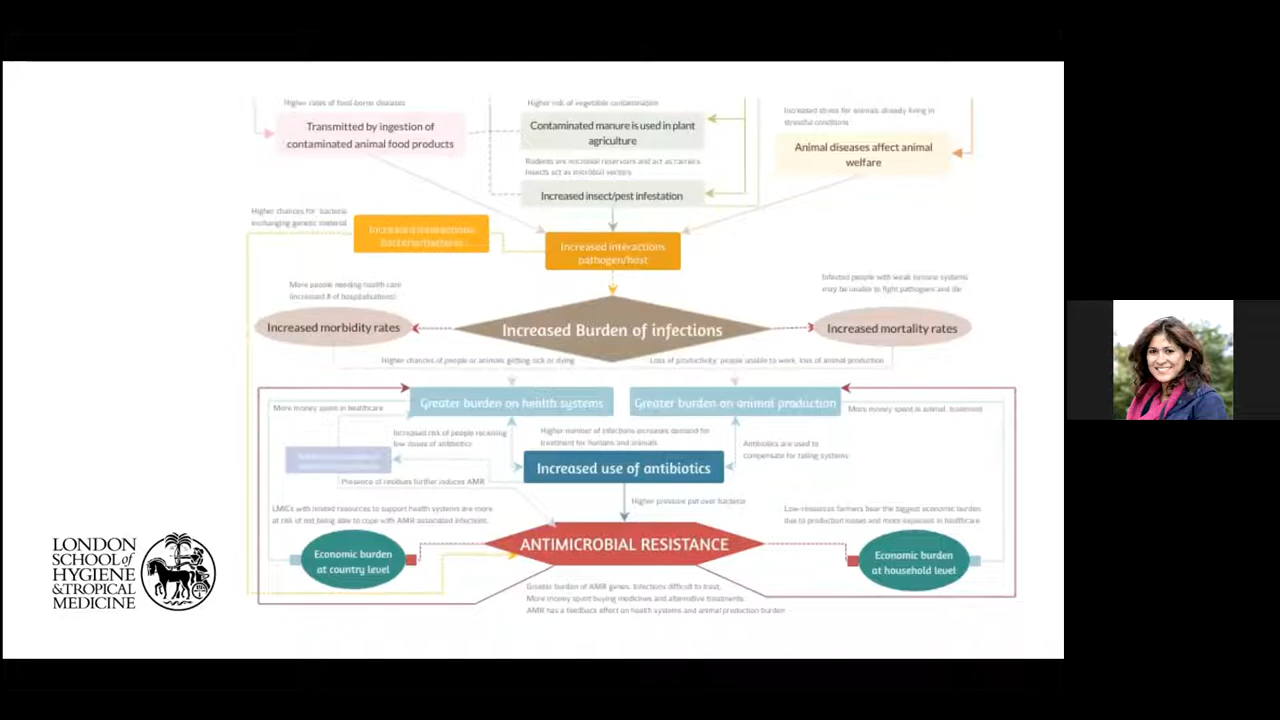 Higher rates of food-borne diseases
Transmitted by ingestion of
contaminated animal food products
Higher risk of vegetable contamination
Contaminated manure is used in plant
agriculture
Rodents are microbial reservoirs and act as carriers
Insects act as microbial vectors
Increased insect/pest infestation
Increased stress for animals already living in
stressful conditions
Animal diseases affect animal
welfare
Higher chances for bacteria
exchanging genetic material
Increased interactions
bacteria/bacteria
Increased interactions
pathogen/host
More people needing health care
(increased # of hospitalisations)
Increased morbidity rates
Increased Burden of infections
Infected people with weak immune systems
may be unable to fight pathogens and die
Increased mortality rates
Higher chances of people or animals getting sick or dying
Loss of productivity: people unable to work, loss of animal production
Greater burden on health systems
Greater burden on animal production
More money spent in healthcare
More money spent in animal treatment
Increased risk of people receiving
low doses of antibiotics
Higher number of infections increases demand for
treatment for humans and animals
Antibiotics are used to
compensate for failing systems
Increased use of antibiotics
Presence of residues further induces AMR
Higher pressure put over bacteria
LMICs with limited resources to support health systems are more
at risk of not being able to cope with AMR associated infections
Low-resources farmers bear the biggest economic burden
due to production losses and more expenses in healthcare
Economic burden
at country level
ANTIMICROBIAL RESISTANCE
Economic burden
at household level
Greater burden of AMR genes. Infections difficult to treat.
More money spent buying medicines and alternative treatments.
AMR has a feedback effect on health systems and animal production burden
LONDON
SCHOOL of
HYGIENE
&TROPICAL
MEDICINE